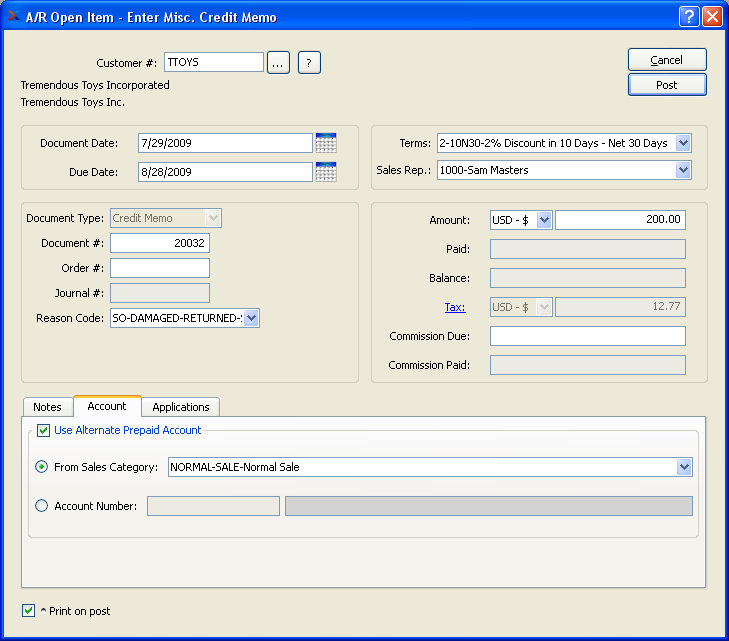 A/R Open Item - Enter Misc. Credit Memo
Customer #: TTOYS ... ?
Cancel
Tremendous Toys Incorporated
Post
Tremendous Toys Inc.
Document Date: 7/29/2009
Terms: 2-10N30-2% Discount in 10 Days - Net 30 Days
Due Date: 8/28/2009
Sales Rep.: 1000-Sam Masters
Document Type: Credit Memo
Amount: USD - $ 200.00
Document #: 20032
Paid:
Order #:
Balance:
Journal #:
Tax: USD - $ 12.77
Reason Code: SO-DAMAGED-RETURNED-
Commission Due:
Commission Paid:
Notes Account Applications
Use Alternate Prepaid Account
From Sales Category: NORMAL-SALE-Normal Sale
Account Number:
^ Print on post